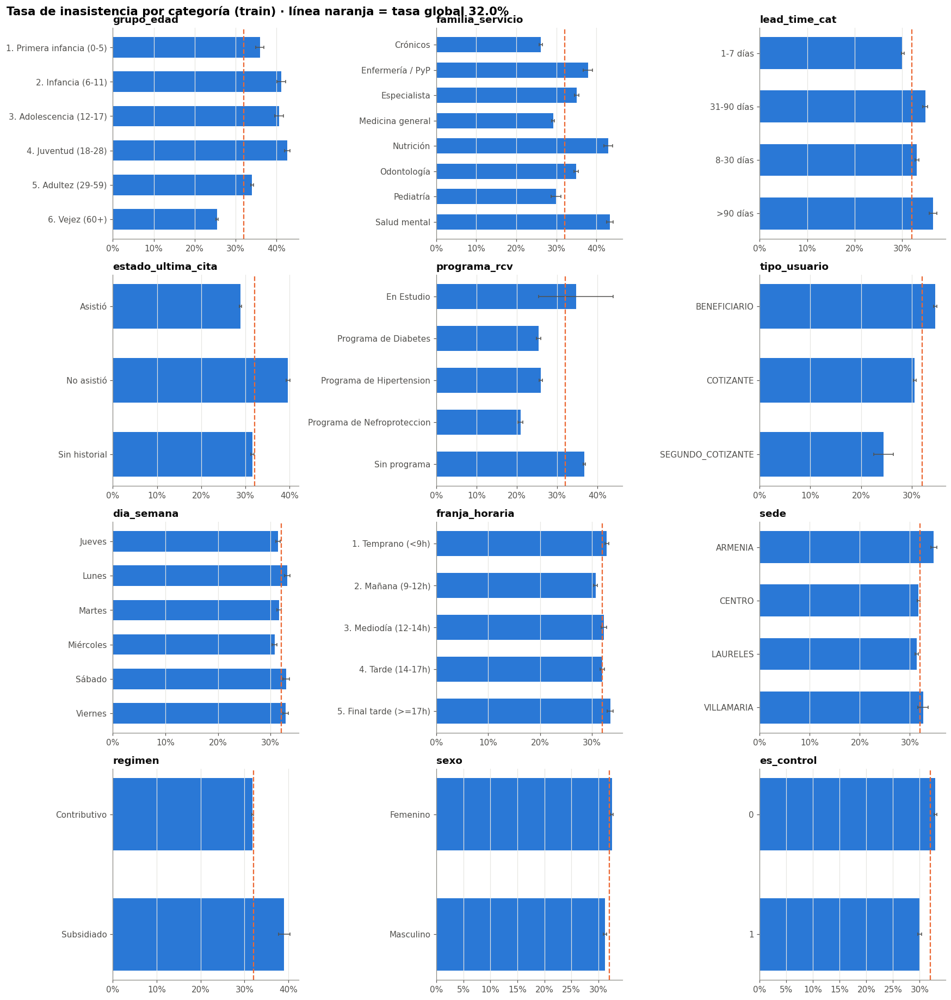 Tasa de inasistencia por categoría (train) · línea naranja = tasa global 32.0%
grupo_edad
1. Primera infancia (0-5)
2. Infancia (6-11)
3. Adolescencia (12-17)
4. Juventud (18-28)
5. Adultez (29-59)
6. Vejez (60+)
0% 10% 20% 30% 40%
familia_servicio
Crónicos
Enfermería / PyP
Especialista
Medicina general
Nutrición
Odontología
Pediatría
Salud mental
0% 10% 20% 30% 40%
lead_time_cat
1-7 días
31-90 días
8-30 días
>90 días
0% 10% 20% 30%
estado_ultima_cita
Asistió
No asistió
Sin historial
0% 10% 20% 30% 40%
programa_rcv
En Estudio
Programa de Diabetes
Programa de Hipertension
Programa de Nefroproteccion
Sin programa
0% 10% 20% 30% 40%
tipo_usuario
BENEFICIARIO
COTIZANTE
SEGUNDO_COTIZANTE
0% 10% 20% 30%
dia_semana
Jueves
Lunes
Martes
Miércoles
Sábado
Viernes
0% 10% 20% 30%
franja_horaria
1. Temprano (<9h)
2. Mañana (9-12h)
3. Mediodía (12-14h)
4. Tarde (14-17h)
5. Final tarde (>=17h)
0% 10% 20% 30%
sede
ARMENIA
CENTRO
LAURELES
VILLAMARIA
0% 10% 20% 30%
regimen
Contributivo
Subsidiado
0% 10% 20% 30% 40%
sexo
Femenino
Masculino
0% 5% 10% 15% 20% 25% 30%
es_control
0
1
0% 5% 10% 15% 20% 25% 30%